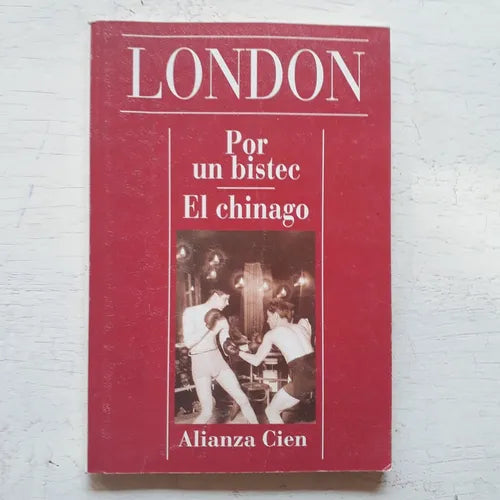 LONDON
Por
un bistec
El chinago
Alianza Cien